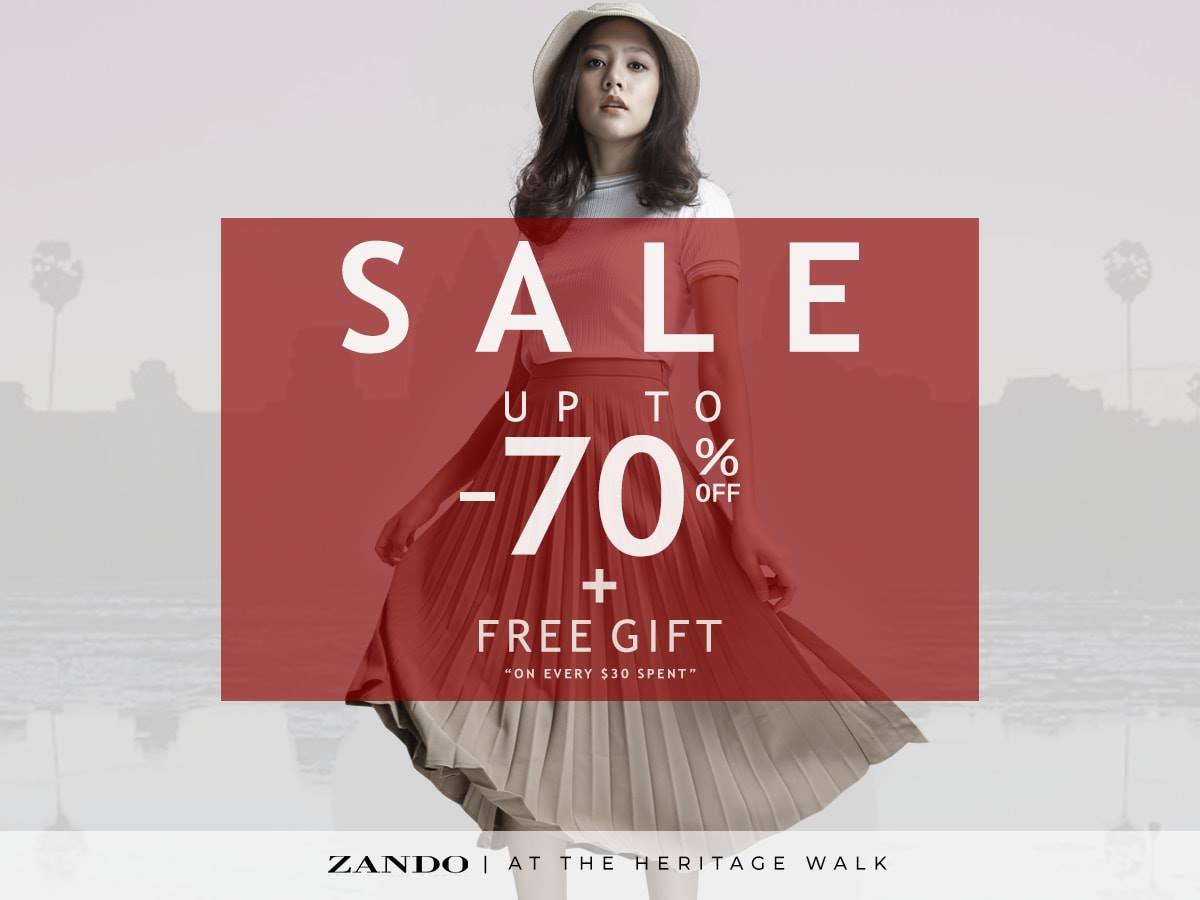 SALE
UP TO
-70% OFF
+
FREE GIFT
“ON EVERY $30 SPENT”
ZANDO | AT THE HERITAGE WALK